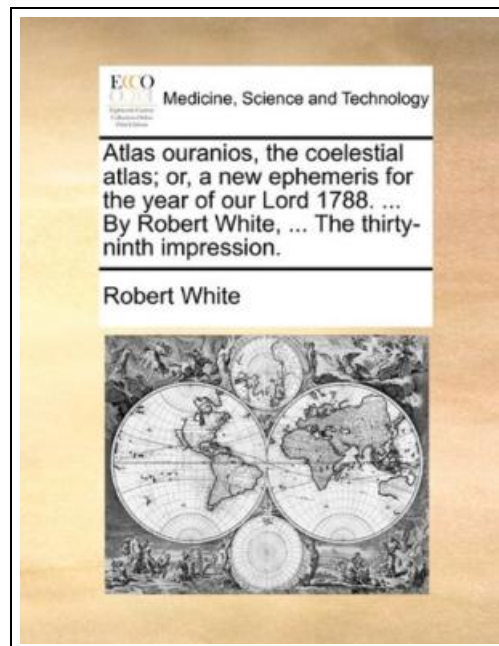 ECCO
Medicine, Science and Technology
Atlas ouranios, the coelestial
atlas; or, a new ephemeris for
the year of our Lord 1788. ...
By Robert White, ... The thirty-
ninth impression.
Robert White